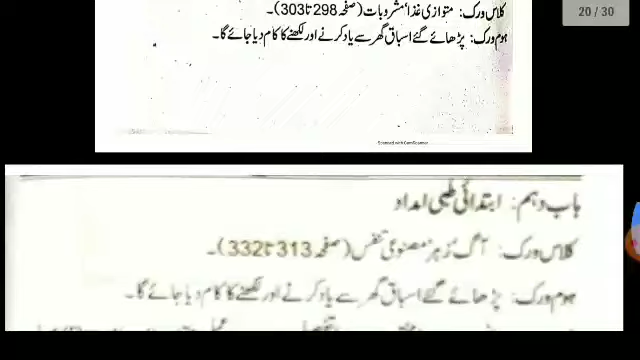 20 / 30
کلاس ورک: متوازی غذا، مشروبات (صفحہ 298 تا 303)۔
ہوم ورک: پڑھائے گئے اسباق گھر سے یاد کرنے اور لکھنے کا کام دیا جائے گا۔
Scanned with CamScanner
باب دہم: ابتدائی طبی امداد
کلاس ورک: آگ، زہر، مصنوعی تنفس (صفحہ 313 تا 332)۔
ہوم ورک: پڑھائے گئے اسباق گھر سے یاد کرنے اور لکھنے کا کام دیا جائے گا۔